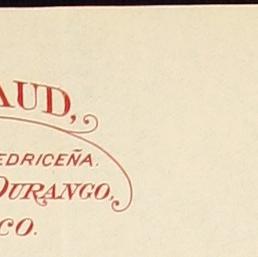 AUD,
EDRICEÑA.
DURANGO,
CO.